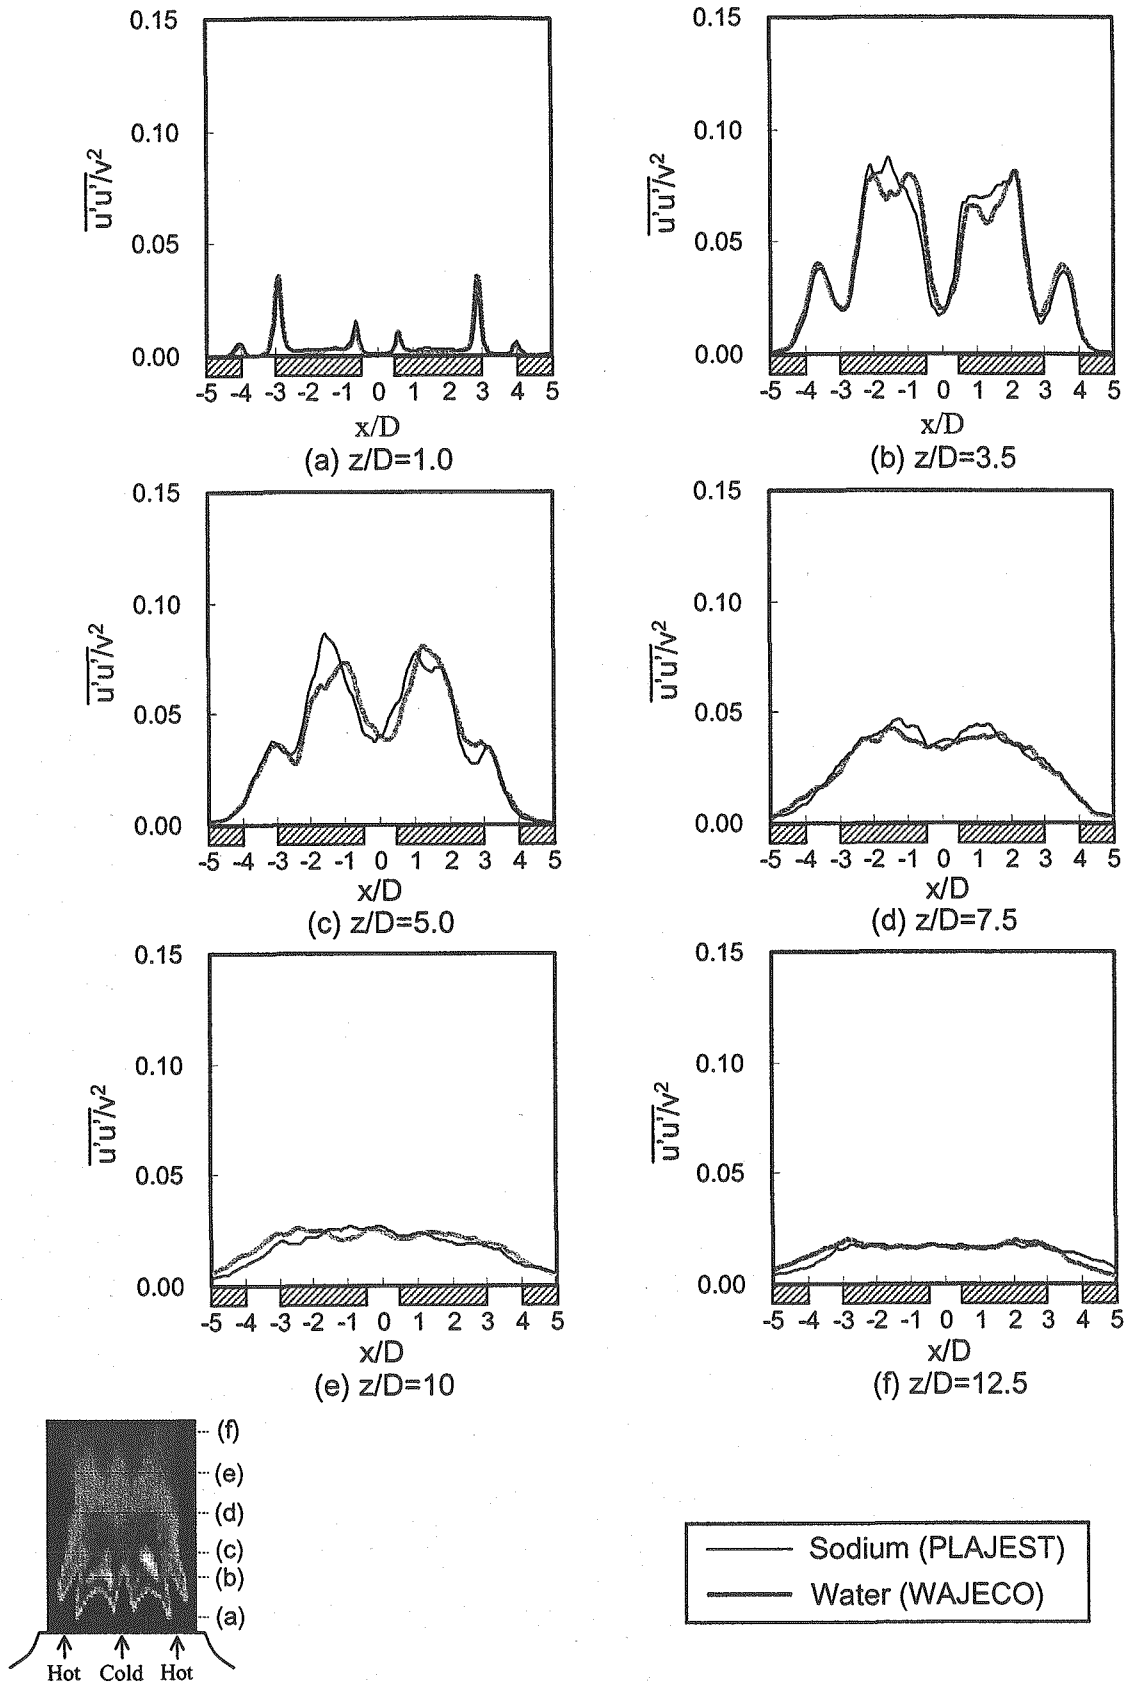 0.15 0.15
0.10 0.10
u'u'/v² u'u'/v²
0.05 0.05
0.00 0.00
-5 -4 -3 -2 -1 0 1 2 3 4 5 -5 -4 -3 -2 -1 0 1 2 3 4 5
x/D x/D
(a) z/D=1.0 (b) z/D=3.5
0.15 0.15
0.10 0.10
u'u'/v² u'u'/v²
0.05 0.05
0.00 0.00
-5 -4 -3 -2 -1 0 1 2 3 4 5 -5 -4 -3 -2 -1 0 1 2 3 4 5
x/D x/D
(c) z/D=5.0 (d) z/D=7.5
0.15 0.15
0.10 0.10
u'u'/v² u'u'/v²
0.05 0.05
0.00 0.00
-5 -4 -3 -2 -1 0 1 2 3 4 5 -5 -4 -3 -2 -1 0 1 2 3 4 5
x/D x/D
(e) z/D=10 (f) z/D=12.5
(f)
(e)
(d)
(c)
(b)
(a)
Hot Cold Hot
Sodium (PLAJEST)
Water (WAJECO)